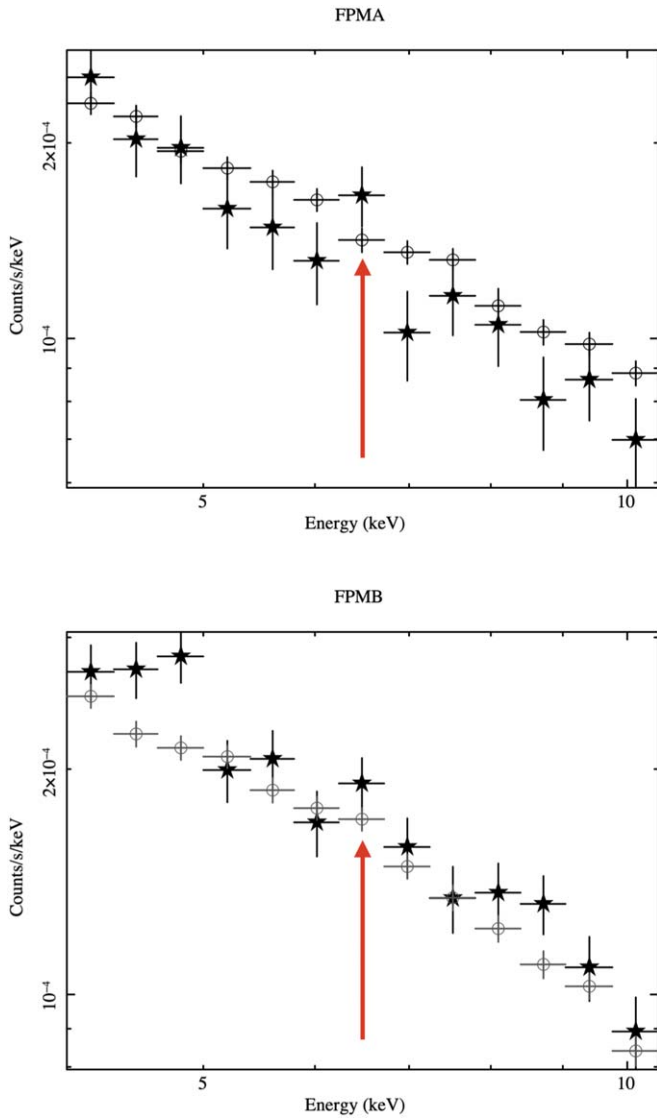 FPMA
2×10⁻⁴
Counts/s/keV
10⁻⁴
5
10
Energy (keV)
FPMB
2×10⁻⁴
Counts/s/keV
10⁻⁴
5
10
Energy (keV)